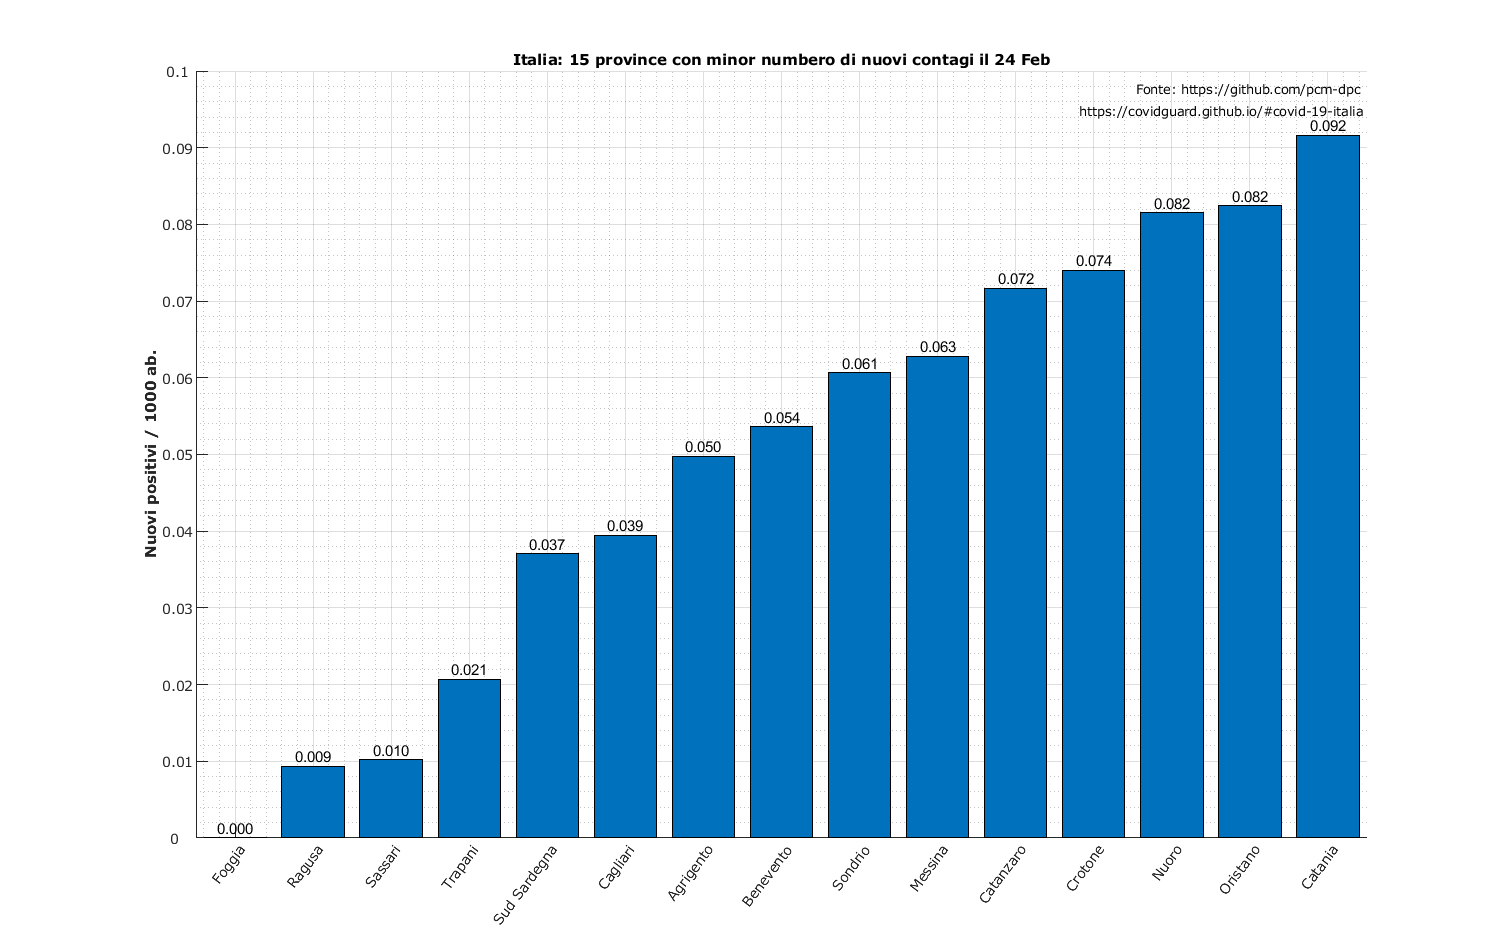 Italia: 15 province con minor numbero di nuovi contagi il 24 Feb
Fonte: https://github.com/pcm-dpc
https://covidguard.github.io/#covid-19-italia
Nuovi positivi / 1000 ab.
0.1
0.09
0.08
0.07
0.06
0.05
0.04
0.03
0.02
0.01
0
0.000
0.009
0.010
0.021
0.037
0.039
0.050
0.054
0.061
0.063
0.072
0.074
0.082
0.082
0.092
Foggia
Ragusa
Sassari
Trapani
Sud Sardegna
Cagliari
Agrigento
Benevento
Sondrio
Messina
Catanzaro
Crotone
Nuoro
Oristano
Catania